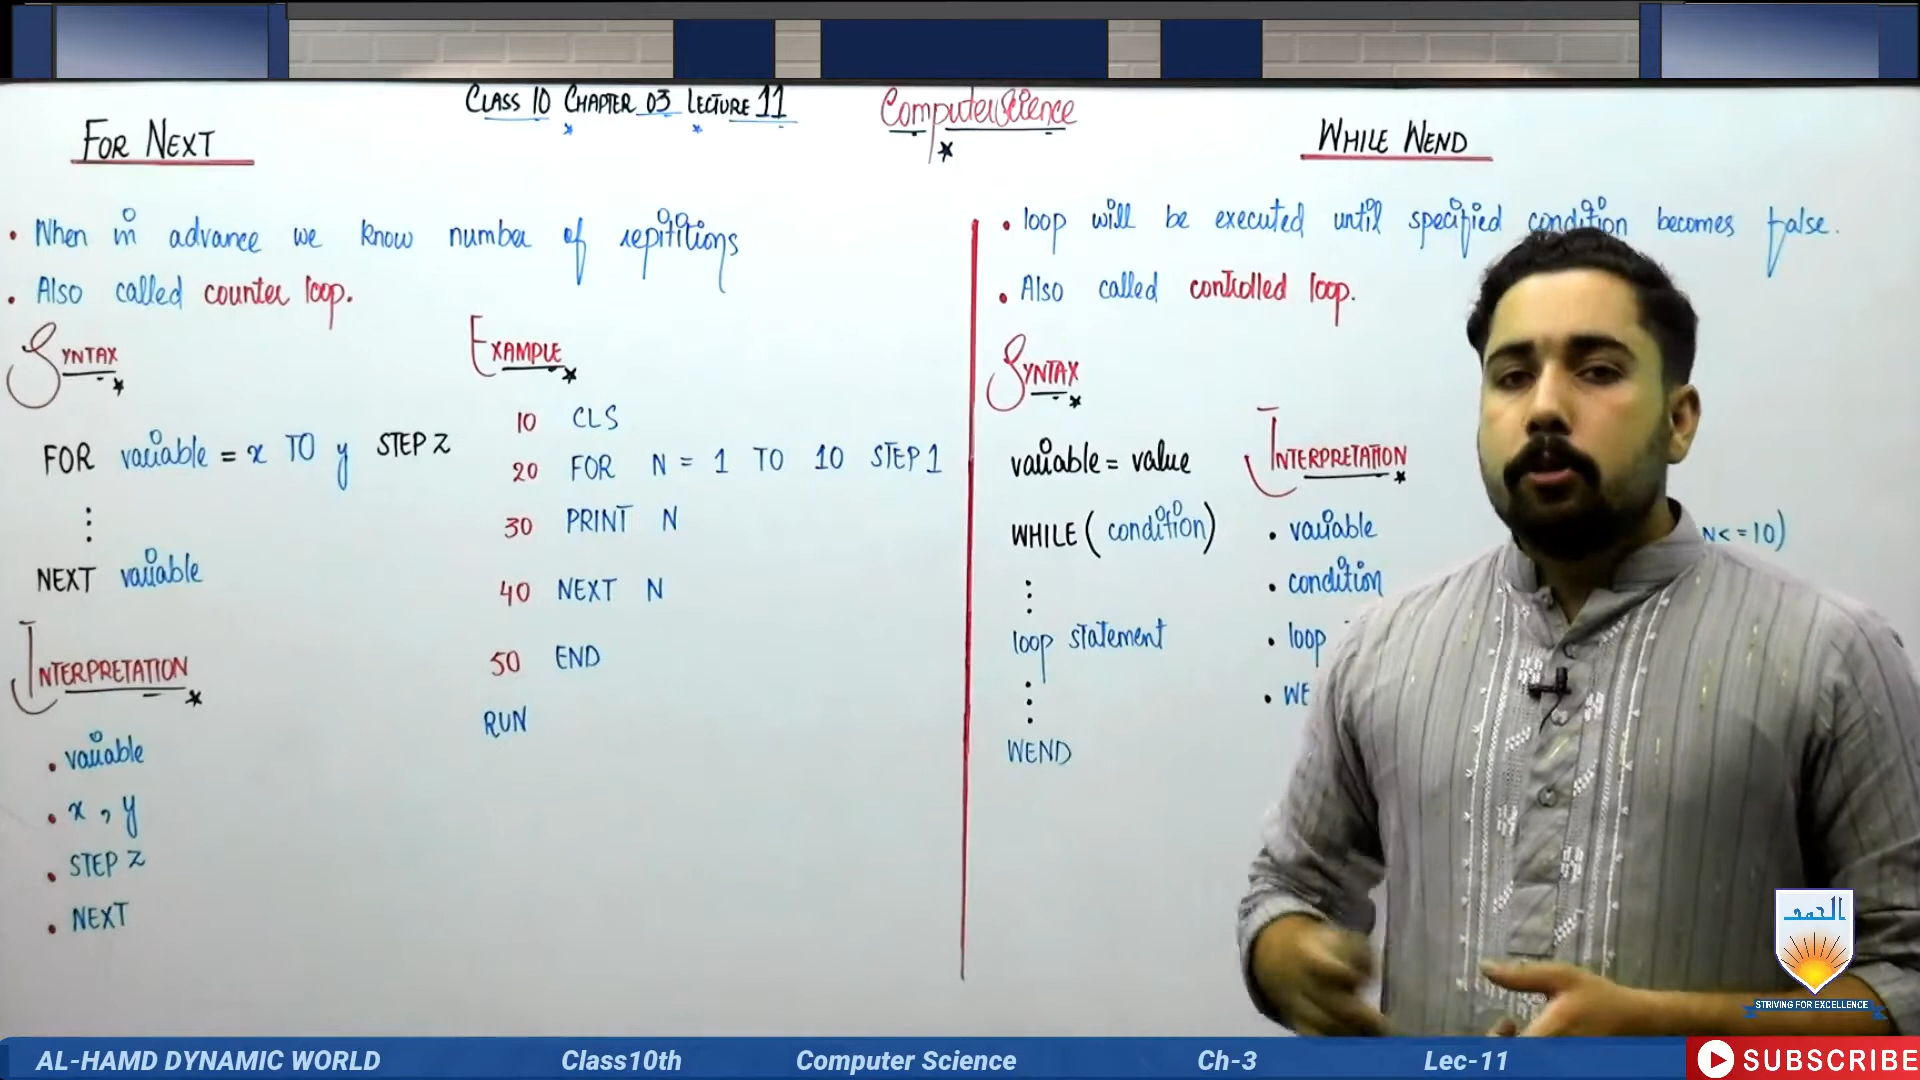 CLASS 10 CHAPTER 03 LECTURE 11
Computer Science
FOR NEXT
• When in advance we know number of repititions
• Also called counter loop.
SYNTAX
FOR variable = x TO y STEP Z
NEXT variable
INTERPRETATION
• variable
• x , y
• STEP Z
• NEXT
EXAMPLE
10 CLS
20 FOR N = 1 TO 10 STEP 1
30 PRINT N
40 NEXT N
50 END
RUN
WHILE WEND
• loop will be executed until specified condition becomes false.
• Also called controlled loop.
SYNTAX
variable = value
WHILE ( condition)
loop statement
WEND
INTERPRETATION
• variable
• condition
• loop
• WE
N<=10)
الحمد
STRIVING FOR EXCELLENCE
AL-HAMD DYNAMIC WORLD Class10th Computer Science Ch-3 Lec-11 SUBSCRIBE